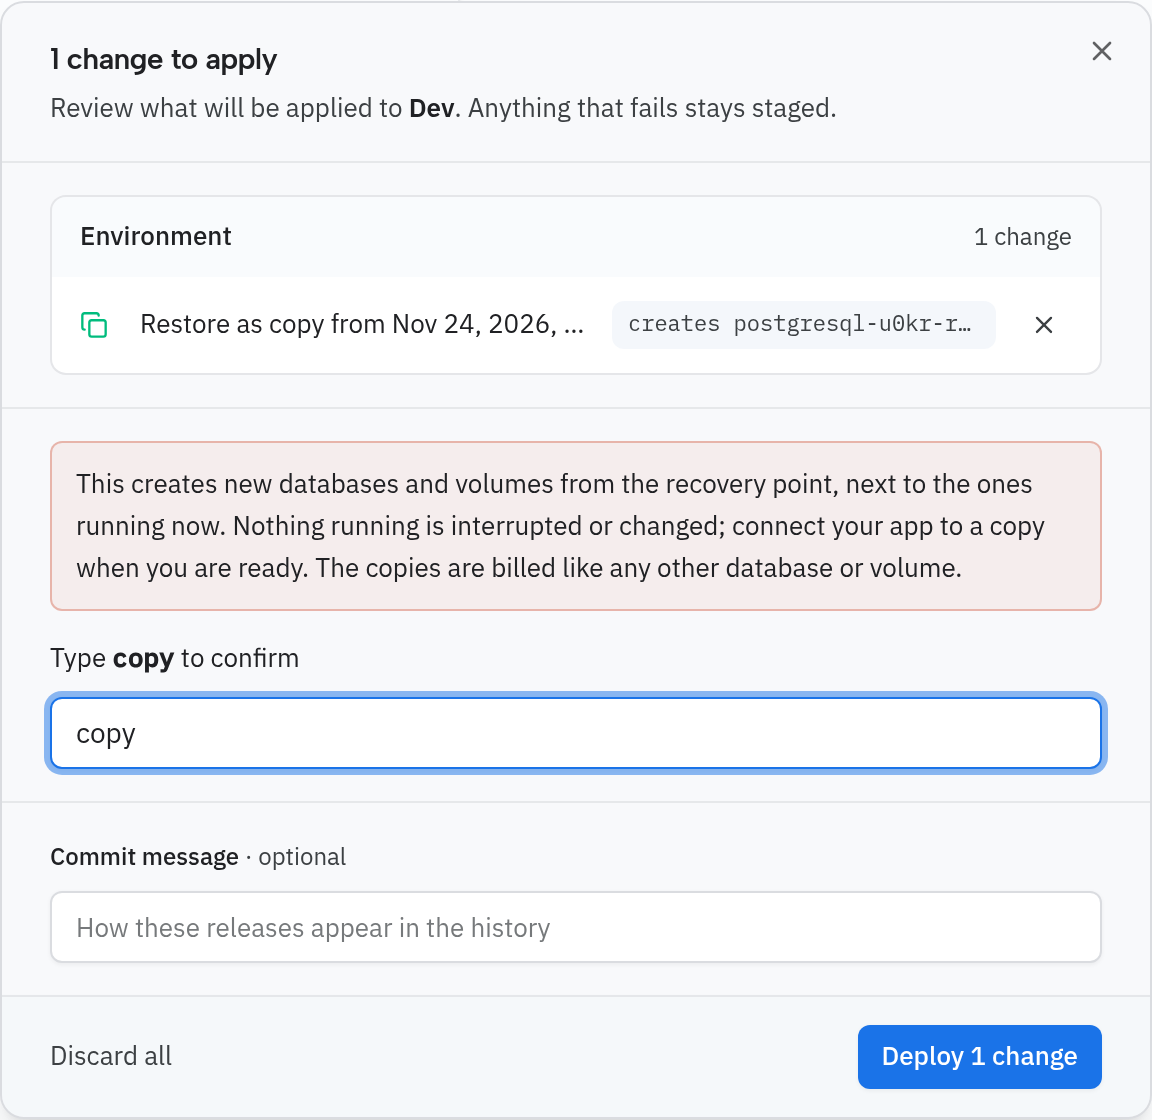 1 change to apply
Review what will be applied to Dev. Anything that fails stays staged.
Environment
1 change
Restore as copy from Nov 24, 2026, ...
creates postgresql-u0kr-r…
This creates new databases and volumes from the recovery point, next to the ones
running now. Nothing running is interrupted or changed; connect your app to a copy
when you are ready. The copies are billed like any other database or volume.
Type copy to confirm
copy
Commit message · optional
How these releases appear in the history
Discard all
Deploy 1 change